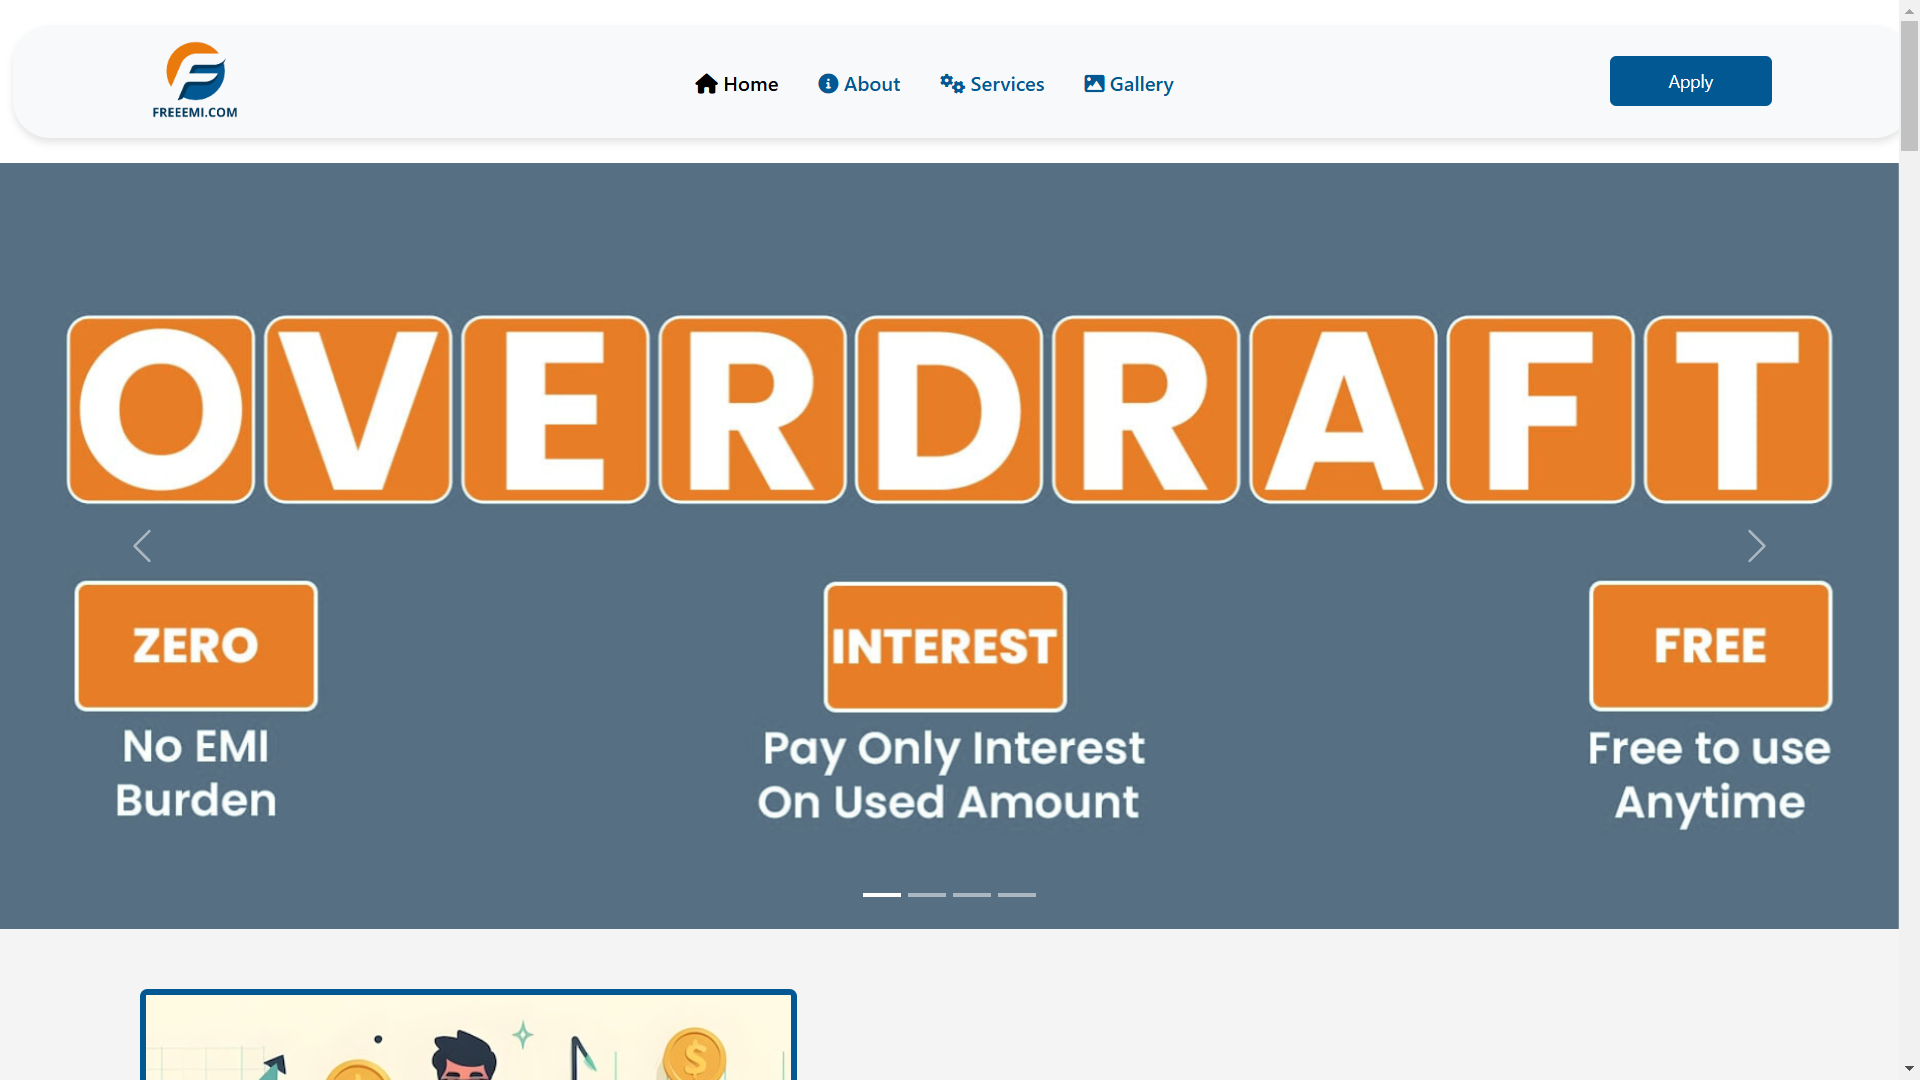 FREEEMI.COM
Home
About
Services
Gallery
Apply
OVERDRAFT
ZERO
No EMI
Burden
INTEREST
Pay Only Interest
On Used Amount
FREE
Free to use
Anytime